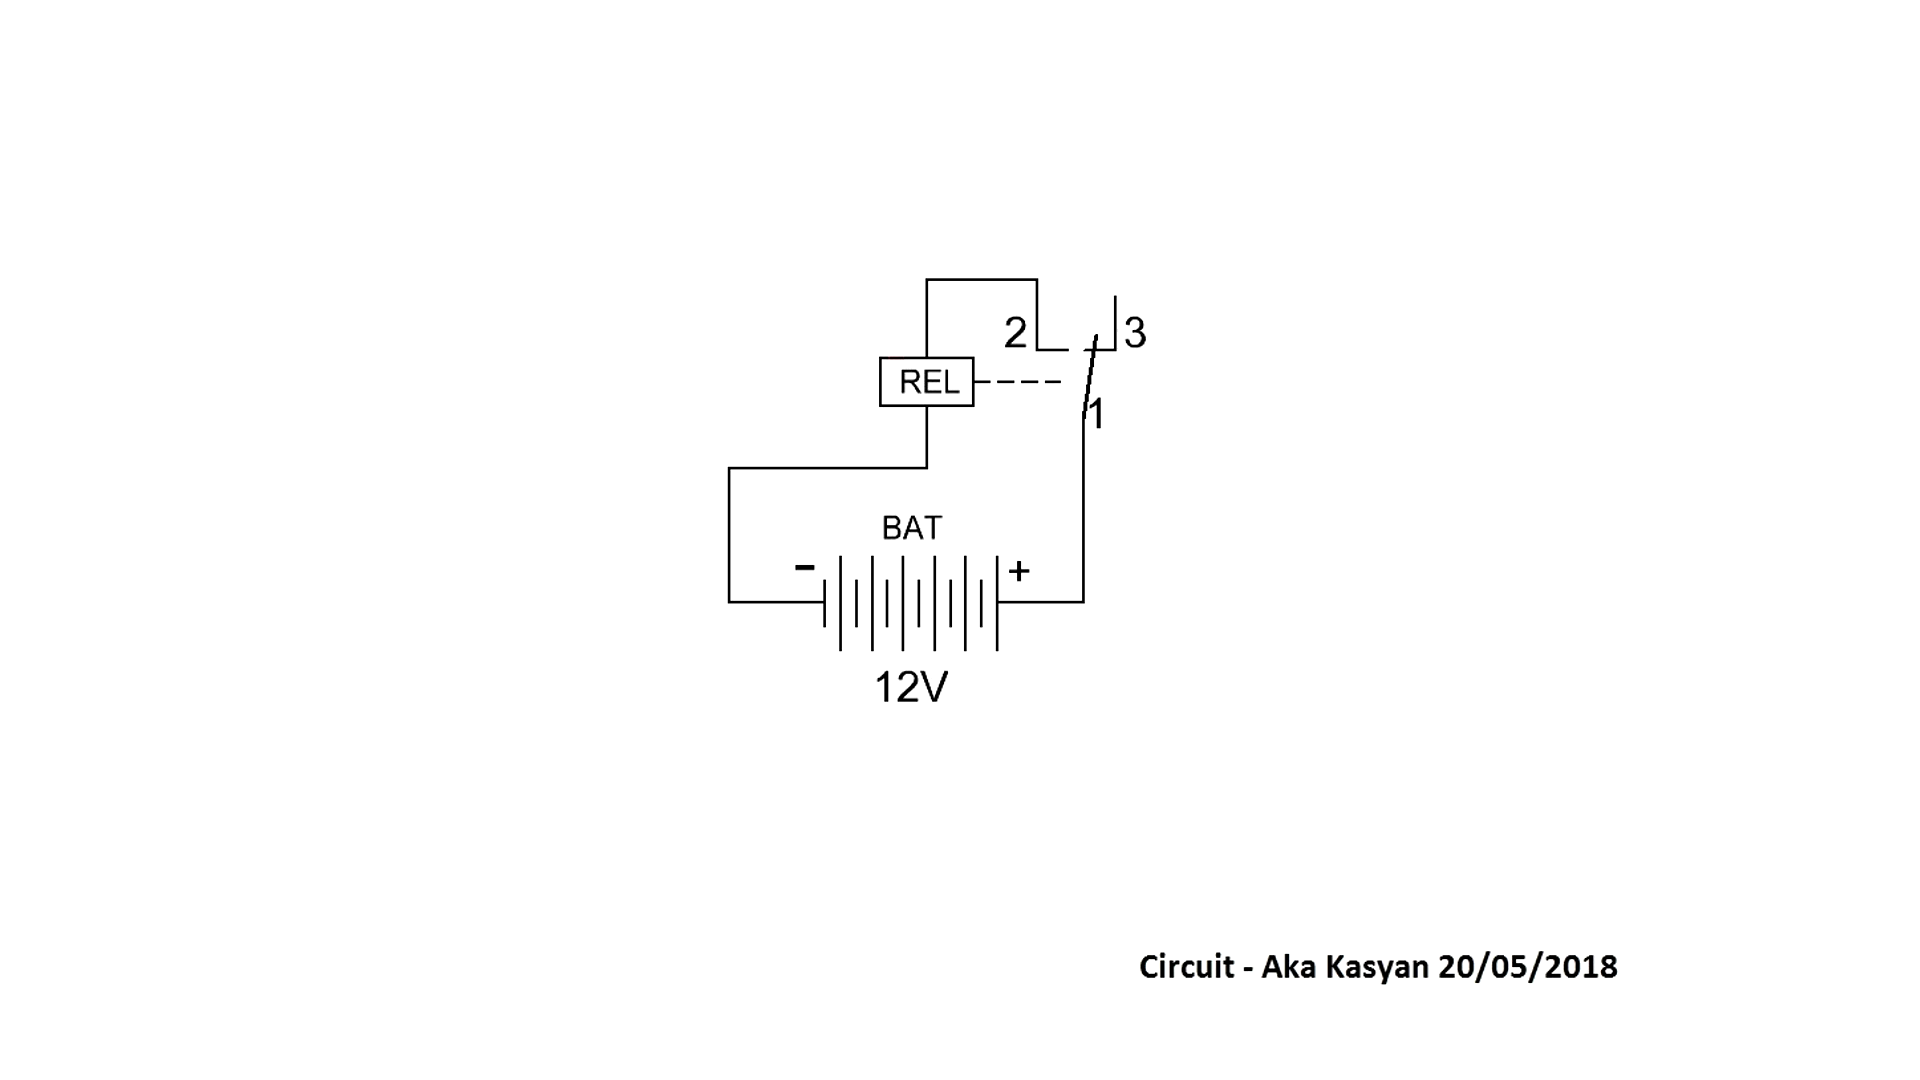 2 3
REL
1
BAT
- +
12V
Circuit - Aka Kasyan 20/05/2018